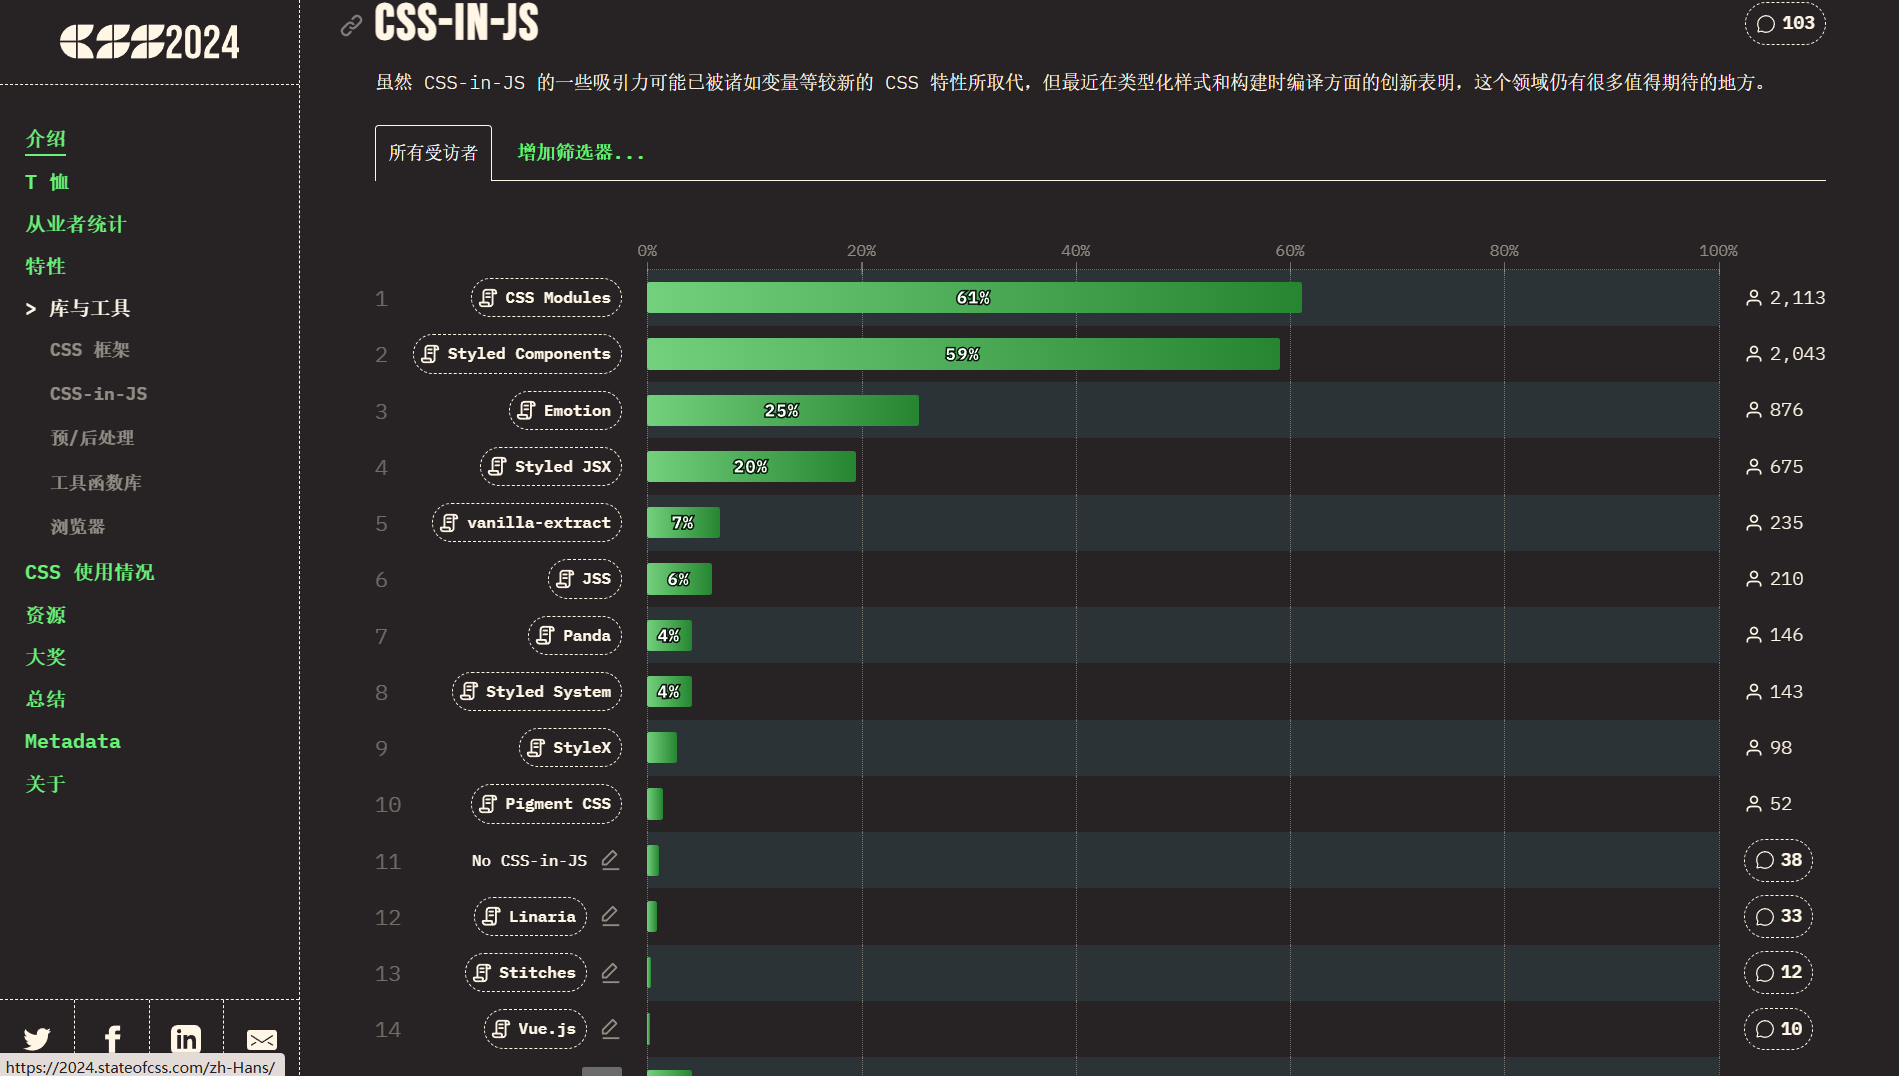 CSS2024
介绍
T 恤
从业者统计
特性
> 库与工具
CSS 框架
CSS-in-JS
预/后处理
工具函数库
浏览器
CSS 使用情况
资源
大奖
总结
Metadata
关于
https://2024.stateofcss.com/zh-Hans/
CSS-IN-JS
103
虽然 CSS-in-JS 的一些吸引力可能已被诸如变量等较新的 CSS 特性所取代，但最近在类型化样式和构建时编译方面的创新表明，这个领域仍有很多值得期待的地方。
所有受访者 增加筛选器...
0% 20% 40% 60% 80% 100%
1 CSS Modules 61% 2,113
2 Styled Components 59% 2,043
3 Emotion 25% 876
4 Styled JSX 20% 675
5 vanilla-extract 7% 235
6 JSS 6% 210
7 Panda 4% 146
8 Styled System 4% 143
9 StyleX 98
10 Pigment CSS 52
11 No CSS-in-JS 38
12 Linaria 33
13 Stitches 12
14 Vue.js 10